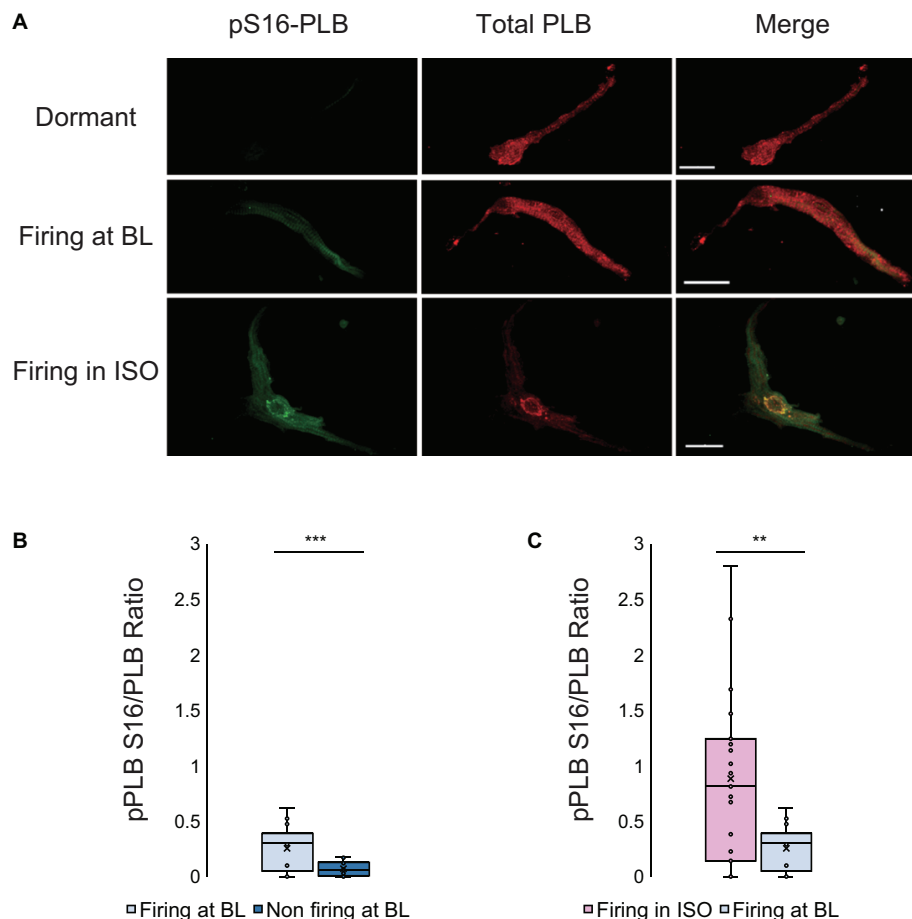 A
pS16-PLB Total PLB Merge
Dormant
Firing at BL
Firing in ISO
B
pPLB S16/PLB Ratio
3
2.5
2
1.5
1
0.5
0
***
Firing at BL Non firing at BL
C
pPLB S16/PLB Ratio
3
2.5
2
1.5
1
0.5
0
**
Firing in ISO Firing at BL